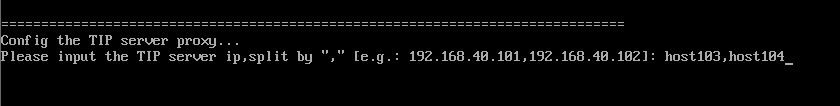 ==============================================================================
Config the TIP server proxy...
Please input the TIP server ip,split by "," [e.g.: 192.168.40.101,192.168.40.102]: host103,host104_